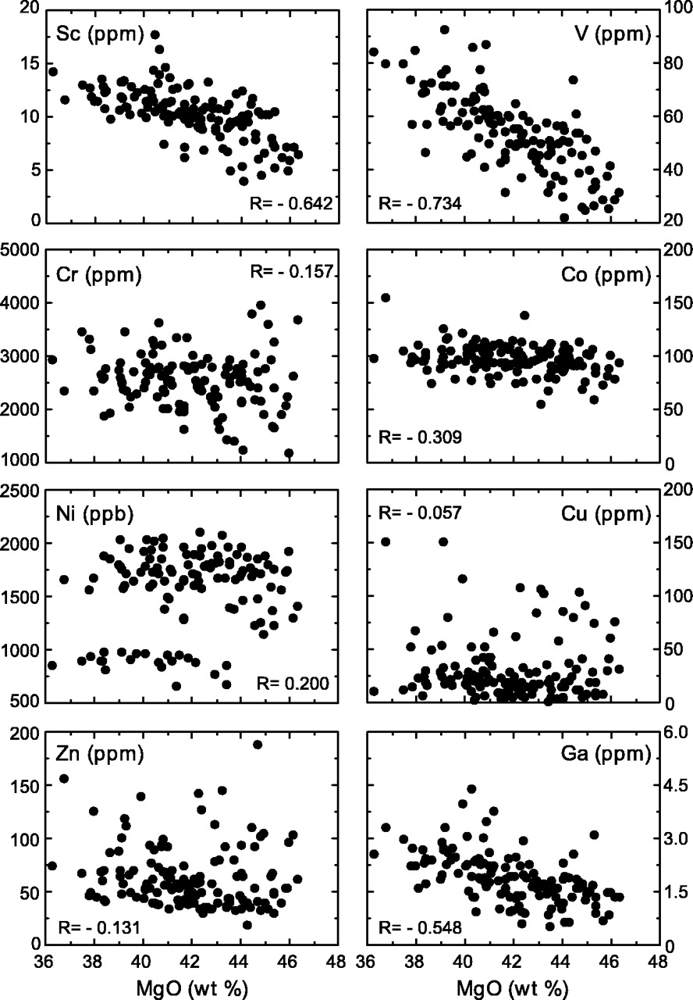 Sc (ppm)
20
15
10
5
0
R= - 0.642
V (ppm)
100
80
60
40
20
R= - 0.734
Cr (ppm)
R= - 0.157
5000
4000
3000
2000
1000
Co (ppm)
200
150
100
50
0
R= - 0.309
Ni (ppb)
2500
2000
1500
1000
500
R= 0.200
R= - 0.057
Cu (ppm)
200
150
100
50
0
Zn (ppm)
200
150
100
50
0
R= - 0.131
36 38 40 42 44 46 48
MgO (wt %)
Ga (ppm)
6.0
4.5
3.0
1.5
0
R= - 0.548
36 38 40 42 44 46 48
MgO (wt %)